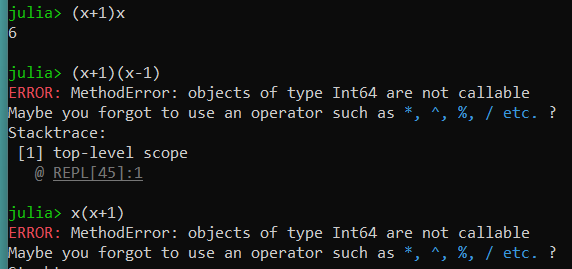 julia> (x+1)x
6
julia> (x+1)(x-1)
ERROR: MethodError: objects of type Int64 are not callable
Maybe you forgot to use an operator such as *, ^, %, / etc. ?
Stacktrace:
[1] top-level scope
@ REPL[45]:1
julia> x(x+1)
ERROR: MethodError: objects of type Int64 are not callable
Maybe you forgot to use an operator such as *, ^, %, / etc. ?